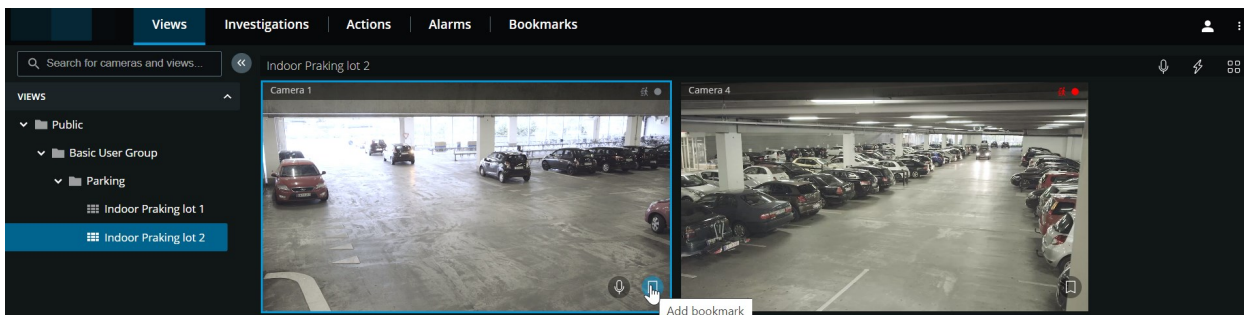 Views
Investigations
Actions
Alarms
Bookmarks
Search for cameras and views...
Indoor Praking lot 2
VIEWS
Camera 1
Camera 4
Public
Basic User Group
Parking
Indoor Praking lot 1
Indoor Praking lot 2
Add bookmark